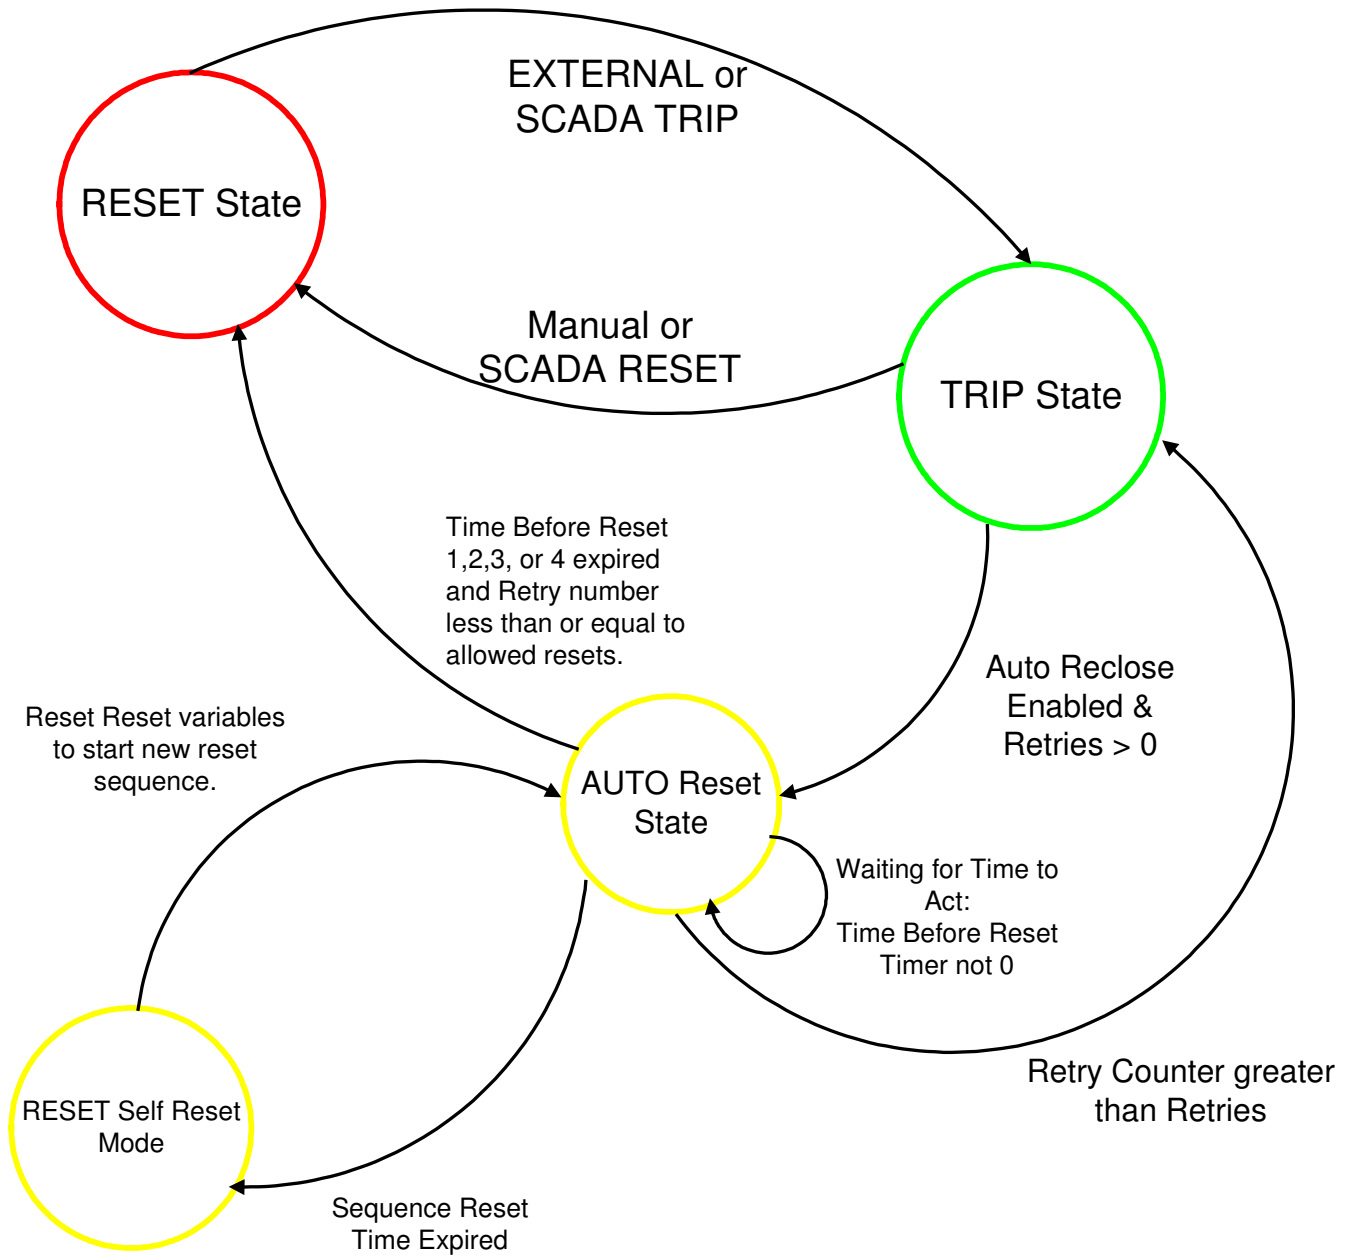 EXTERNAL or
SCADA TRIP
RESET State
Manual or
SCADA RESET
TRIP State
Time Before Reset
1,2,3, or 4 expired
and Retry number
less than or equal to
allowed resets.
Auto Reclose
Enabled &
Retries > 0
Reset Reset variables
to start new reset
sequence.
AUTO Reset
State
Waiting for Time to
Act:
Time Before Reset
Timer not 0
Retry Counter greater
than Retries
RESET Self Reset
Mode
Sequence Reset
Time Expired